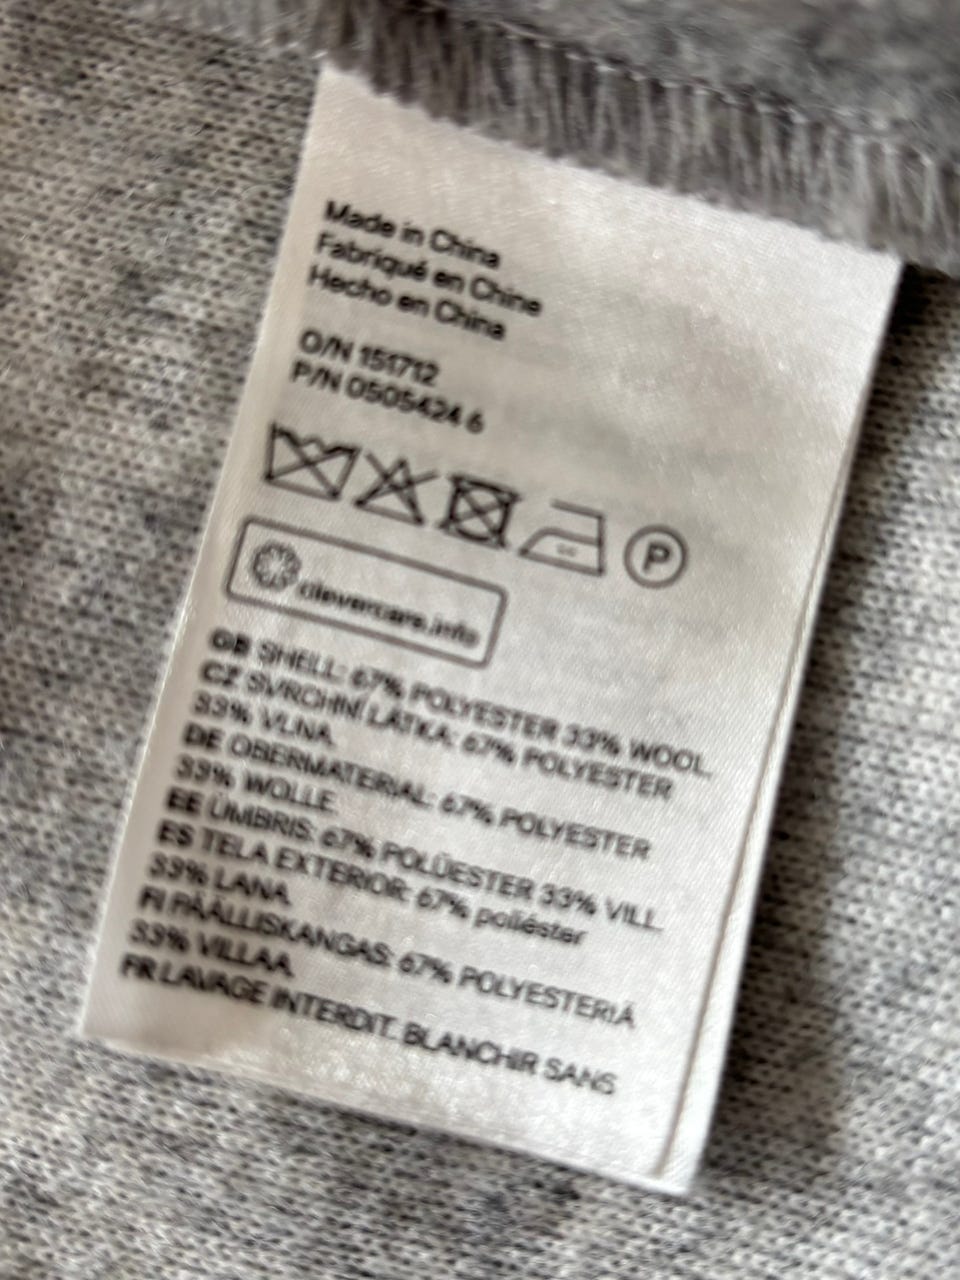 Made in China
Fabriqué en Chine
Hecho en China
O/N 151712
P/N 0505424 6
P
clevercare.info
GB SHELL: 67% POLYESTER 33% WOOL
CZ SVRCHNÍ LÁTKA: 67% POLYESTER
33% VLNA
DE OBERMATERIAL: 67% POLYESTER
33% WOLLE
EE ÜMBRIS: 67% POLÜESTER 33% VILL
ES TELA EXTERIOR: 67% poliéster
33% LANA
FI PÄÄLLISKANGAS: 67% POLYESTERIÄ
33% VILLAA
FR LAVAGE INTERDIT. BLANCHIR SANS